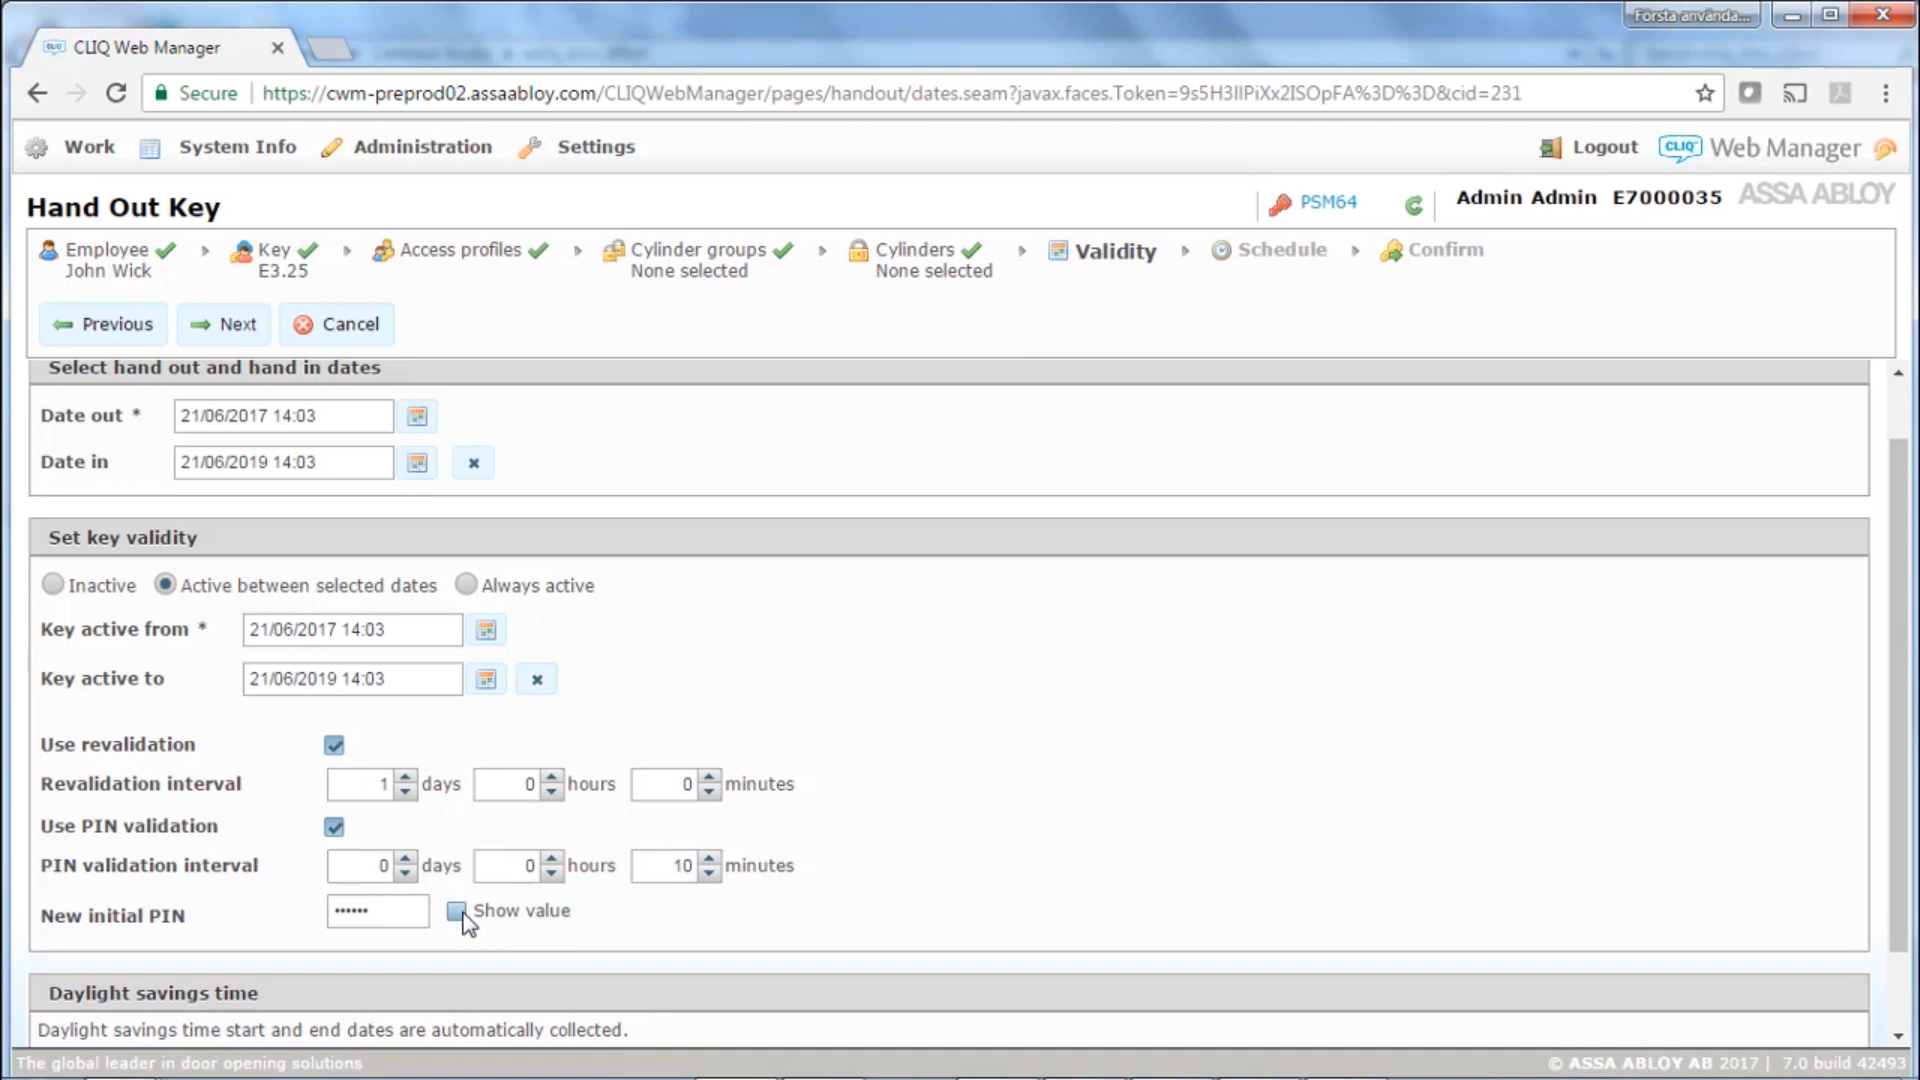 Första använda...
CLIQ Web Manager
Secure https://cwm-preprod02.assaabloy.com/CLIQWebManager/pages/handout/dates.seam?javax.faces.Token=9s5H3llPiXx2ISOpFA%3D%3D&cid=231
Work System Info Administration Settings Logout CLIQ Web Manager
Hand Out Key PSM64 Admin Admin E7000035 ASSA ABLOY
Employee Key Access profiles Cylinder groups Cylinders Validity Schedule Confirm
John Wick E3.25 None selected None selected
Previous Next Cancel
Select hand out and hand in dates
Date out * 21/06/2017 14:03
Date in 21/06/2019 14:03
Set key validity
Inactive Active between selected dates Always active
Key active from * 21/06/2017 14:03
Key active to 21/06/2019 14:03
Use revalidation
Revalidation interval 1 days 0 hours 0 minutes
Use PIN validation
PIN validation interval 0 days 0 hours 10 minutes
New initial PIN •••••• Show value
Daylight savings time
Daylight savings time start and end dates are automatically collected.
The global leader in door opening solutions © ASSA ABLOY AB 2017 | 7.0 build 42493